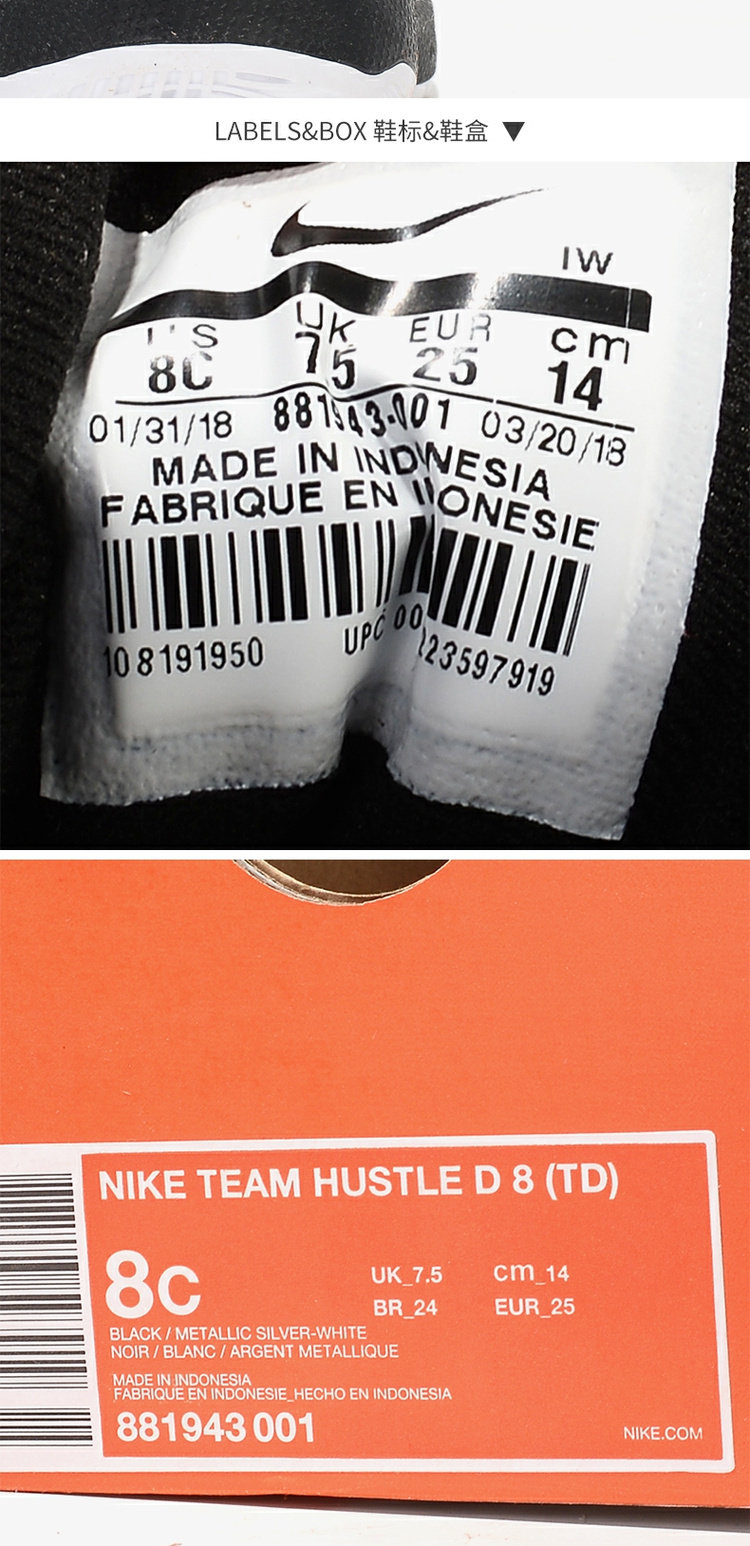 LABELS&BOX 鞋标&鞋盒 ▼
IW
US UK EUR cm
8C 7.5 25 14
01/31/18 881943-001 03/20/18
MADE IN INDONESIA
FABRIQUE EN INDONESIE
108191950 UPC 00 223597919
NIKE TEAM HUSTLE D 8 (TD)
8C
UK_7.5 cm_14
BR_24 EUR_25
BLACK / METALLIC SILVER-WHITE
NOIR / BLANC / ARGENT METALLIQUE
MADE IN INDONESIA
FABRIQUE EN INDONESIE_HECHO EN INDONESIA
881943 001
NIKE.COM